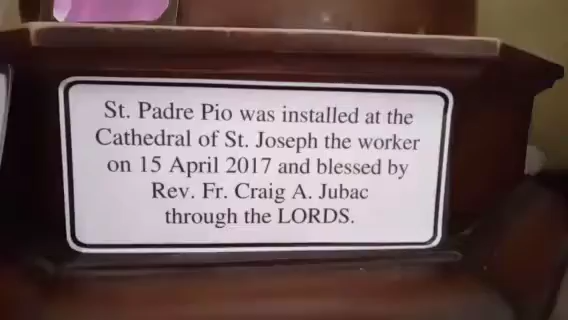 St. Padre Pio was installed at the
Cathedral of St. Joseph the worker
on 15 April 2017 and blessed by
Rev. Fr. Craig A. Jubac
through the LORDS.